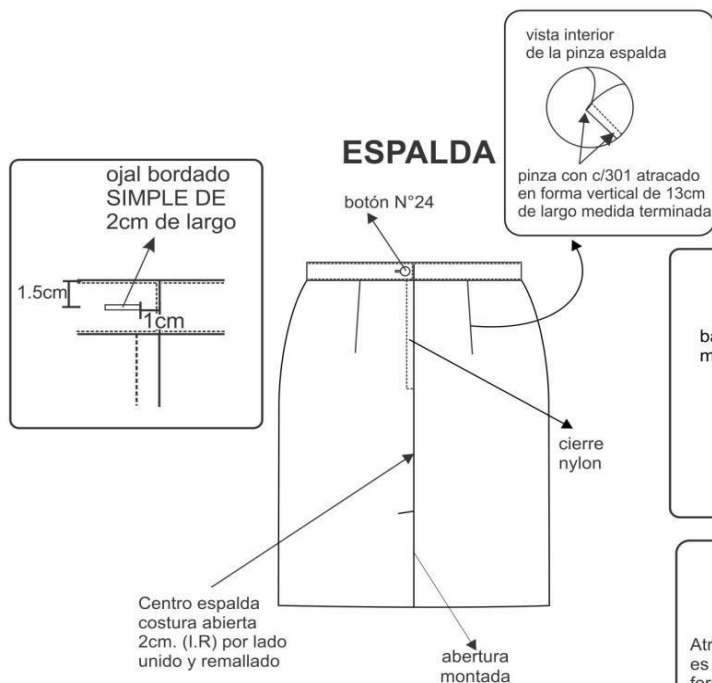 vista interior
de la pinza espalda
pinza con c/301 atracado
en forma vertical de 13cm
de largo medida terminada
ESPALDA
ojal bordado
SIMPLE DE
2cm de largo
1.5cm
1cm
botón N°24
cierre
nylon
Centro espalda
costura abierta
2cm. (I.R) por lado
unido y remallado
abertura
montada
es